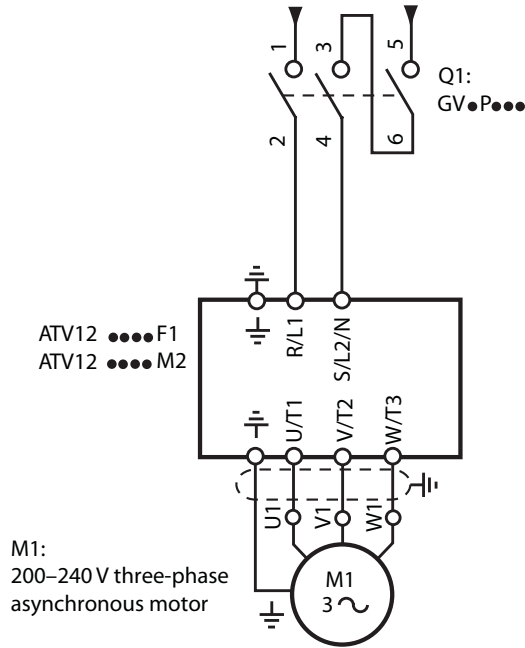 1
3
5
Q1:
GV●P●●●
2
4
6
ATV12 ●●●●F1
ATV12 ●●●●M2
R/L1
S/L2/N
U/T1
V/T2
W/T3
U1
V1
W1
M1:
200–240 V three-phase
asynchronous motor
M1
3